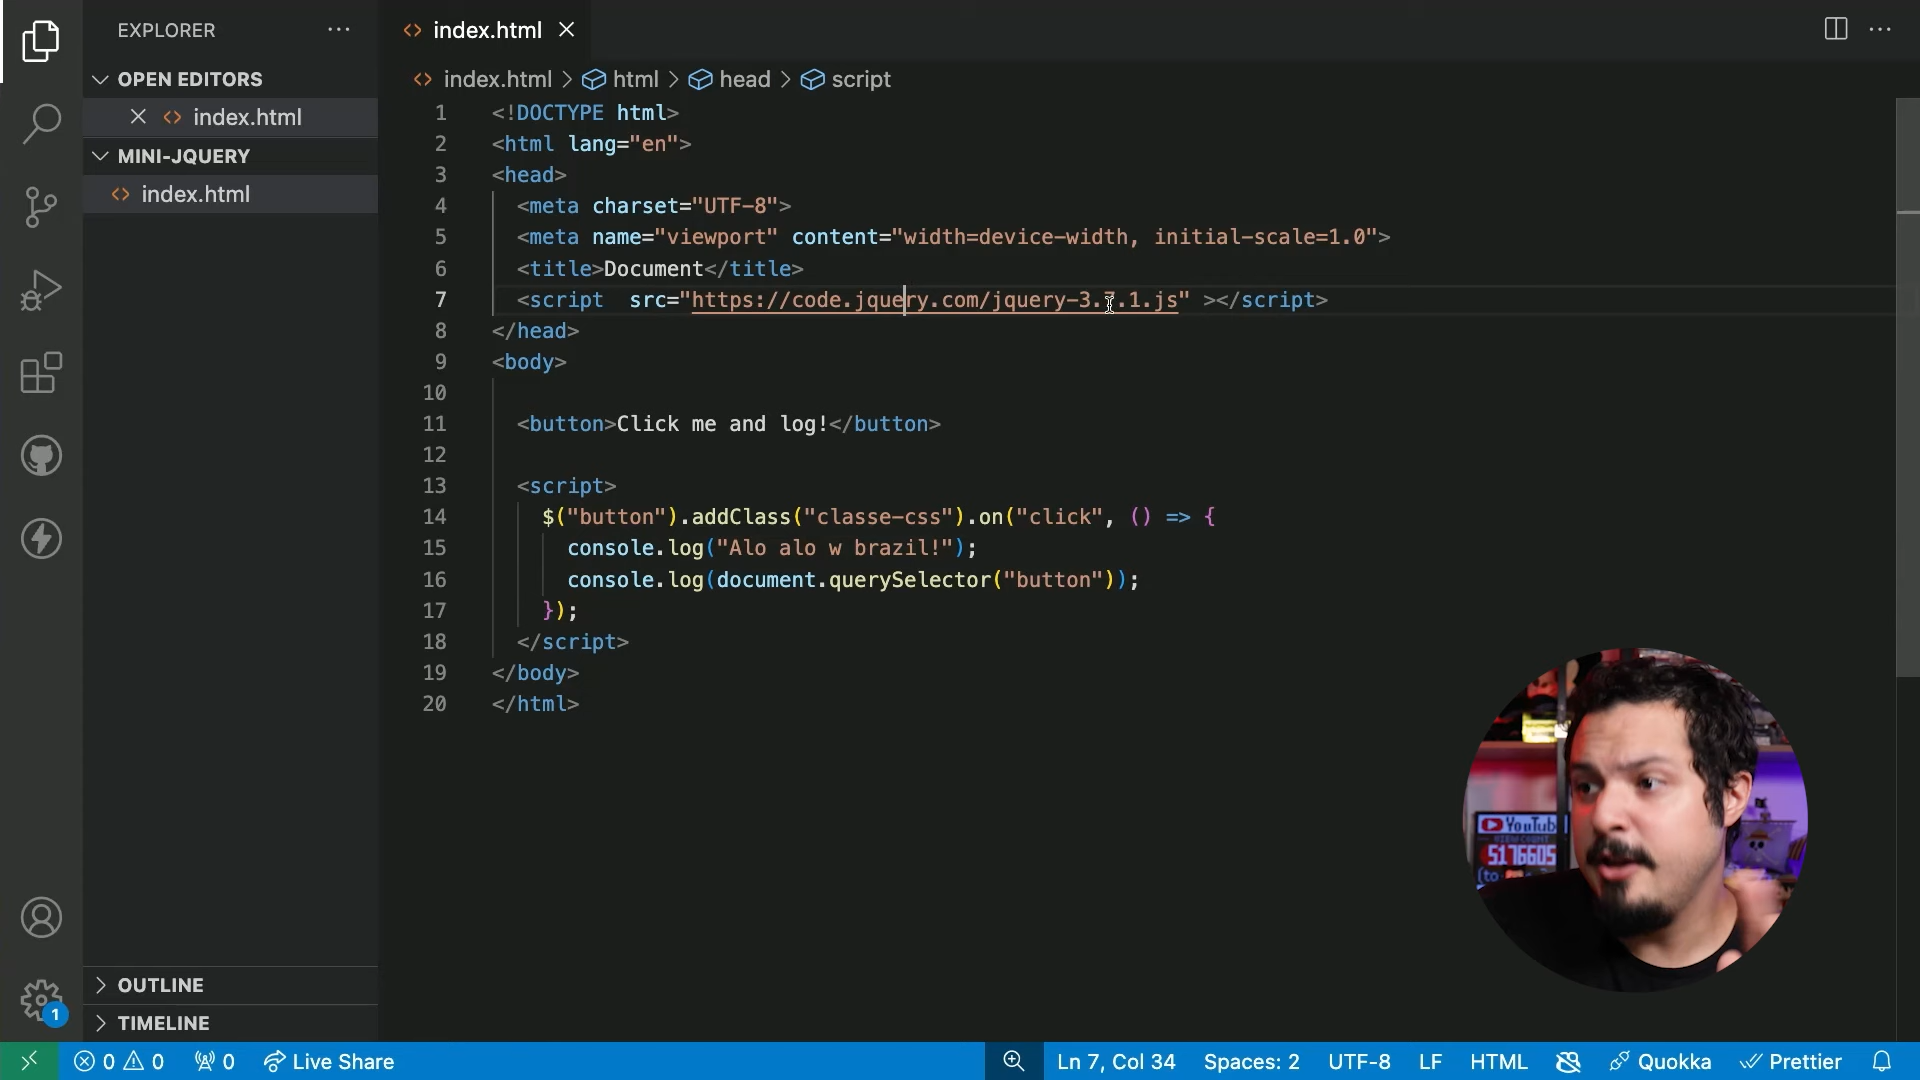 EXPLORER
OPEN EDITORS
index.html
MINI-JQUERY
index.html
OUTLINE
TIMELINE
index.html
index.html > html > head > script
1 <!DOCTYPE html>
2 <html lang="en">
3 <head>
4 <meta charset="UTF-8">
5 <meta name="viewport" content="width=device-width, initial-scale=1.0">
6 <title>Document</title>
7 <script  src="https://code.jquery.com/jquery-3.7.1.js" ></script>
8 </head>
9 <body>
10
11 <button>Click me and log!</button>
12
13 <script>
14 $("button").addClass("classe-css").on("click", () => {
15 console.log("Alo alo w brazil!");
16 console.log(document.querySelector("button"));
17 });
18 </script>
19 </body>
20 </html>
YouTube
5176605
1
0 0 0 Live Share Ln 7, Col 34 Spaces: 2 UTF-8 LF HTML Quokka Prettier